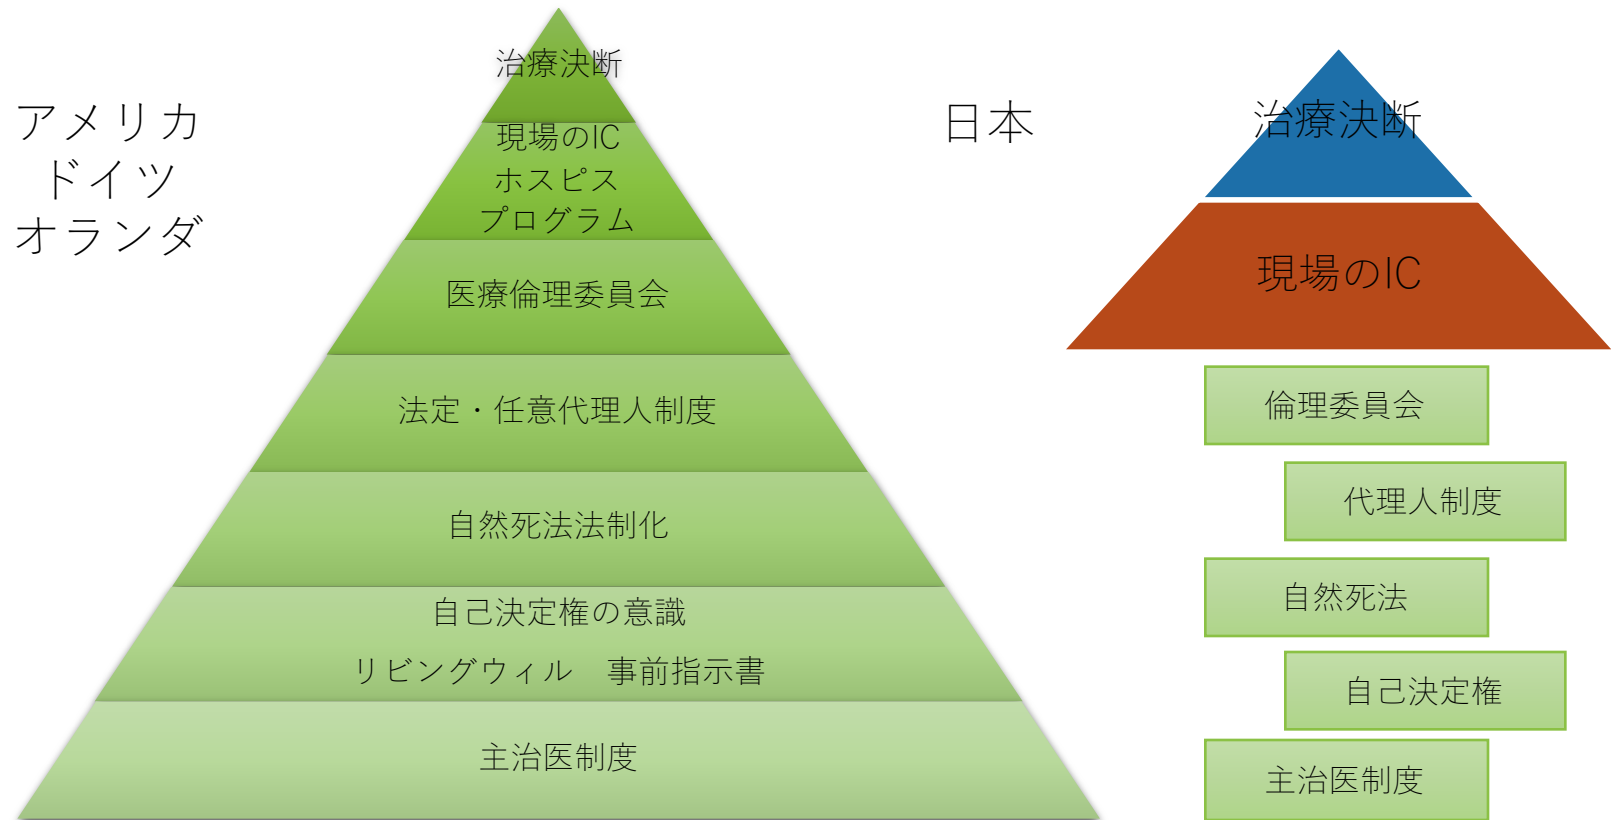 アメリカ
ドイツ
オランダ
治療決断
現場のIC
ホスピス
プログラム
医療倫理委員会
法定・任意代理人制度
自然死法法制化
自己決定権の意識
リビングウィル　事前指示書
主治医制度
日本
治療決断
現場のIC
倫理委員会
代理人制度
自然死法
自己決定権
主治医制度